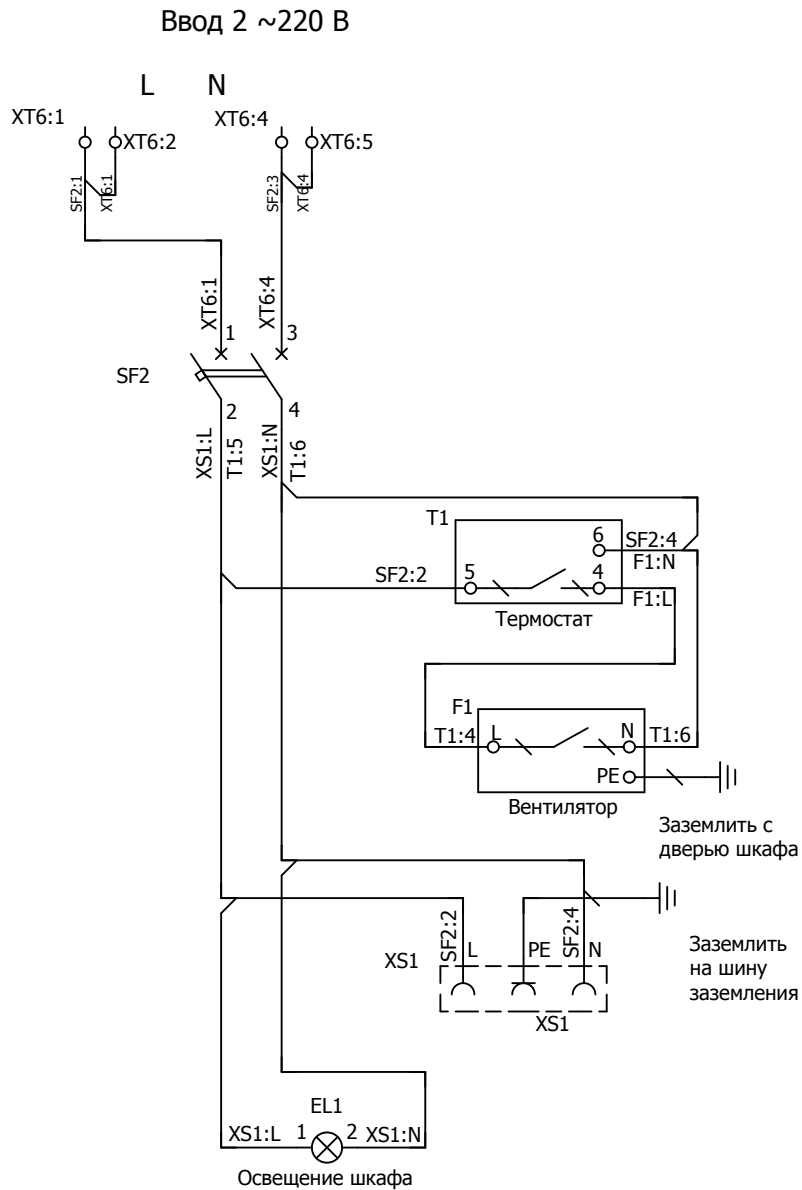 Ввод 2 ~220 В
L N
XT6:1
XT6:2
XT6:4
XT6:5
SF2:1
XT6:1
SF2:3
XT6:4
XT6:1
XT6:4
1
3
SF2
2
4
XS1:L
T1:5
XS1:N
T1:6
T1
6
SF2:4
F1:N
SF2:2
5
4
F1:L
Термостат
F1
T1:4
L
N
T1:6
PE
Вентилятор
Заземлить с
дверью шкафа
SF2:2
L
PE
SF2:4
N
XS1
XS1
Заземлить
на шину
заземления
EL1
XS1:L
1
2
XS1:N
Освещение шкафа